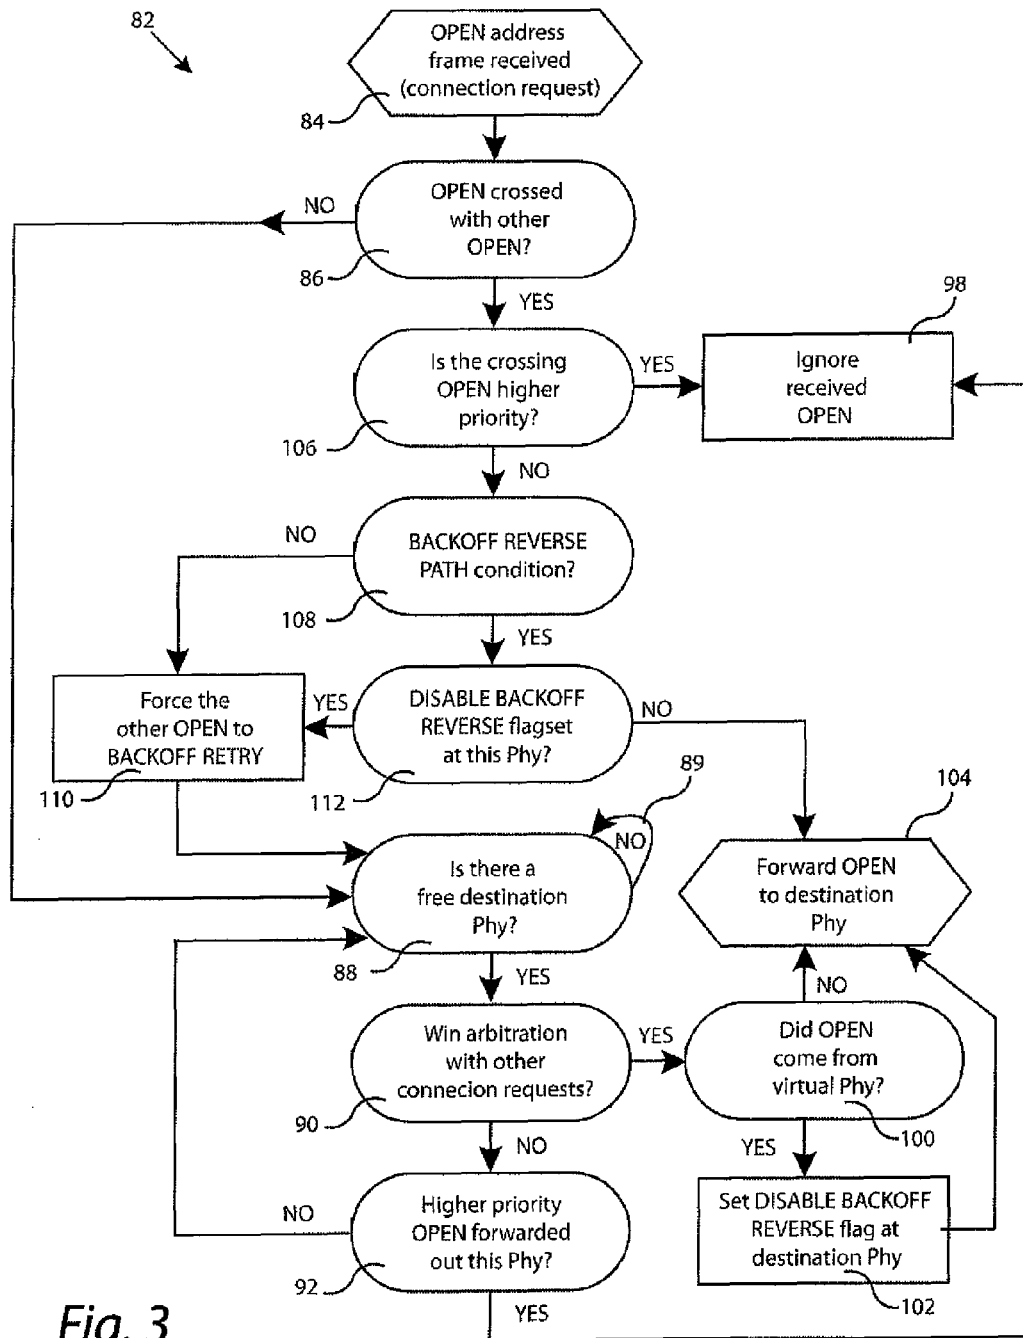 82
OPEN address
frame received
(connection request)
84
NO
OPEN crossed
with other
OPEN?
86
YES
98
Is the crossing
OPEN higher
priority?
106
YES
Ignore
received
OPEN
NO
NO
BACKOFF REVERSE
PATH condition?
108
YES
Force the
other OPEN to
BACKOFF RETRY
110
YES
DISABLE BACKOFF
REVERSE flagset
at this Phy?
112
NO
89
104
NO
Is there a
free destination
Phy?
88
Forward OPEN
to destination
Phy
YES
NO
Win arbitration
with other
connecion requests?
90
YES
Did OPEN
come from
virtual Phy?
100
NO
YES
NO
Higher priority
OPEN forwarded
out this Phy?
92
Set DISABLE BACKOFF
REVERSE flag at
destination Phy
102
YES
Fig. 3